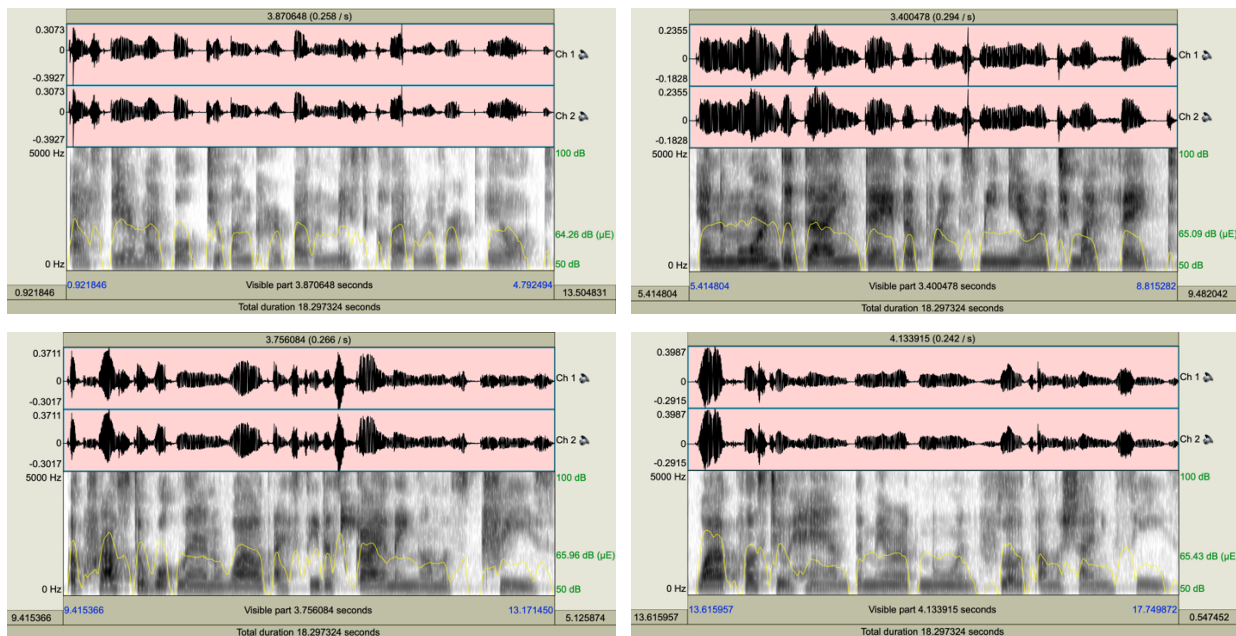 3.870648 (0.258 / s)
0.3073
0
-0.3927
Ch 1
0.3073
0
-0.3927
Ch 2
5000 Hz
100 dB
64.26 dB (µE)
0 Hz
50 dB
0.921846
4.792494
0.921846
Visible part 3.870648 seconds
13.504831
Total duration 18.297324 seconds
3.400478 (0.294 / s)
0.2355
0
-0.1828
Ch 1
0.2355
0
-0.1828
Ch 2
5000 Hz
100 dB
65.09 dB (µE)
0 Hz
50 dB
5.414804
8.815282
5.414804
Visible part 3.400478 seconds
9.482042
Total duration 18.297324 seconds
3.756084 (0.266 / s)
0.3711
0
-0.3017
Ch 1
0.3711
0
-0.3017
Ch 2
5000 Hz
100 dB
65.96 dB (µE)
0 Hz
50 dB
9.415366
13.171450
9.415366
Visible part 3.756084 seconds
5.125874
Total duration 18.297324 seconds
4.133915 (0.242 / s)
0.3987
0
-0.2915
Ch 1
0.3987
0
-0.2915
Ch 2
5000 Hz
100 dB
65.43 dB (µE)
0 Hz
50 dB
13.615957
17.749872
13.615957
Visible part 4.133915 seconds
0.547452
Total duration 18.297324 seconds